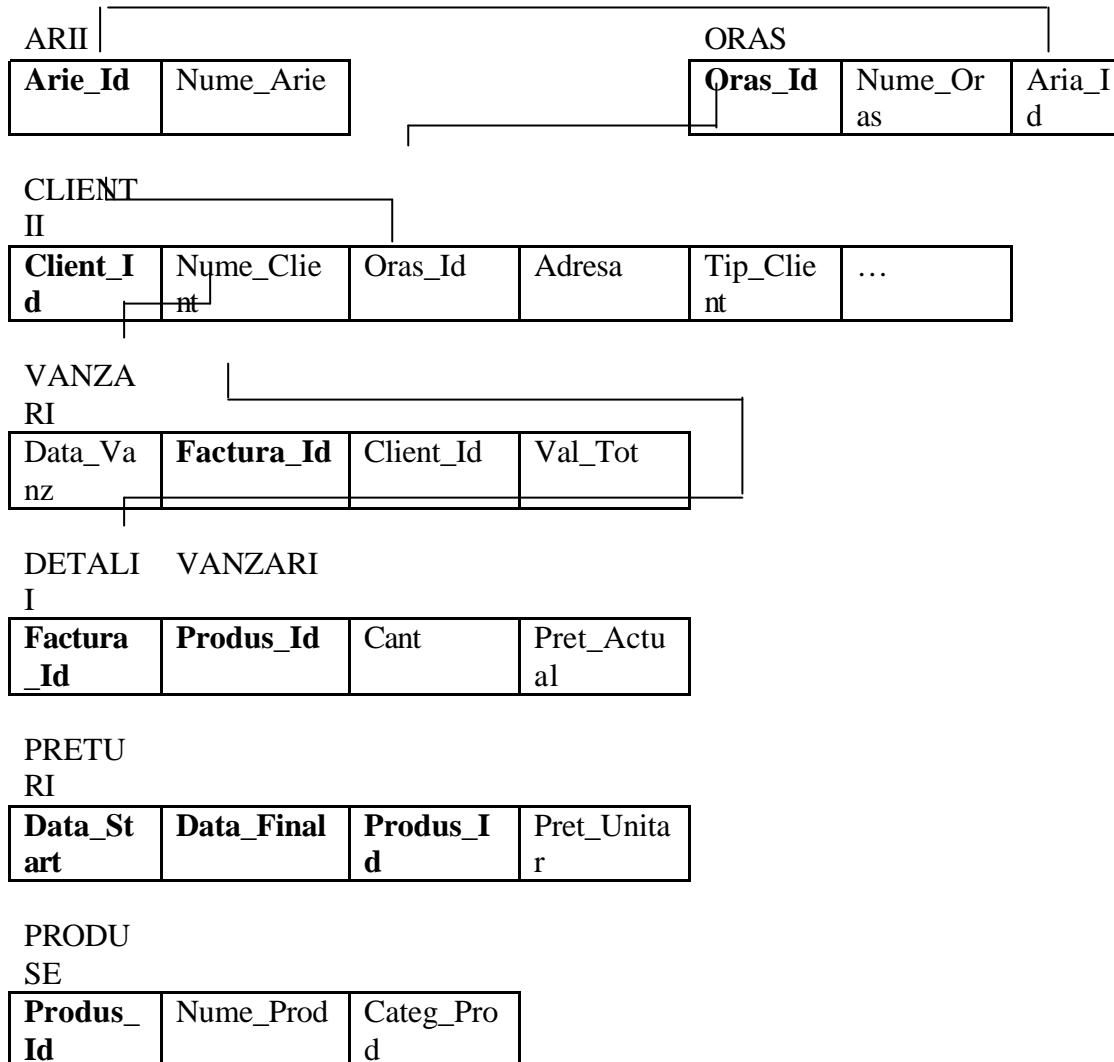 ARII ORAS
Arie_Id Nume_Arie Oras_Id Nume_Or Aria_I
as d
CLIENT
II
Client_I Nume_Clie Oras_Id Adresa Tip_Clie …
d nt nt
VANZA
RI
Data_Va Factura_Id Client_Id Val_Tot
nz
DETALI VANZARI
I
Factura Produs_Id Cant Pret_Actu
_Id al
PRETU
RI
Data_St Data_Final Produs_I Pret_Unita
art d r
PRODU
SE
Produs_ Nume_Prod Categ_Pro
Id d